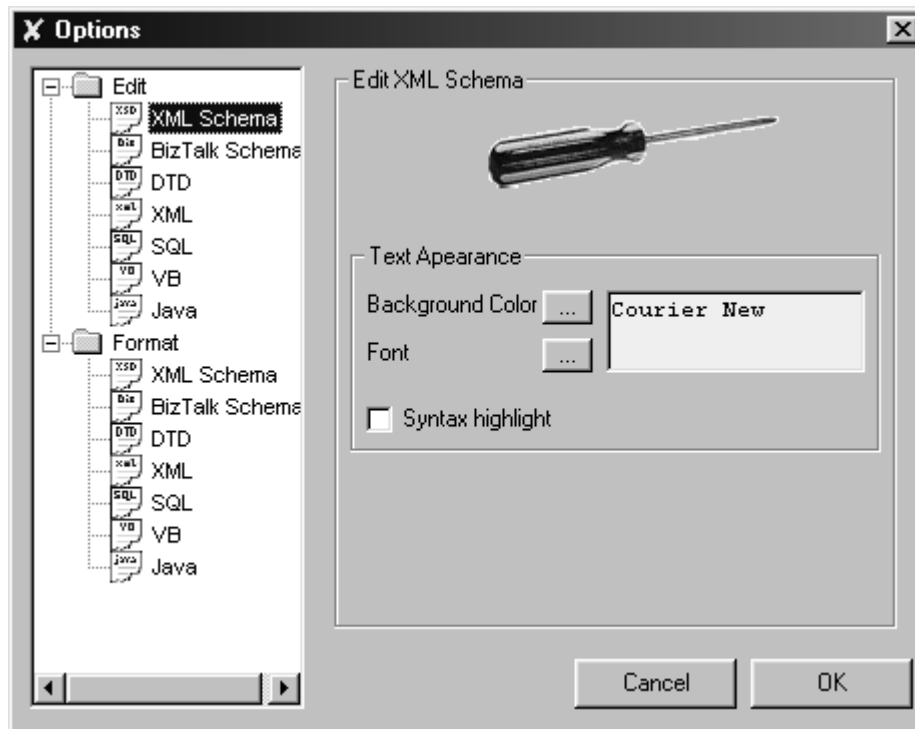 Options
Edit
XSD XML Schema
Biz BizTalk Schema
DTD DTD
xml XML
SQL SQL
VB VB
java Java
Format
XSD XML Schema
Biz BizTalk Schema
DTD DTD
xml XML
SQL SQL
VB VB
java Java
Edit XML Schema
Text Apearance
Background Color ... Courier New
Font ...
Syntax highlight
Cancel OK